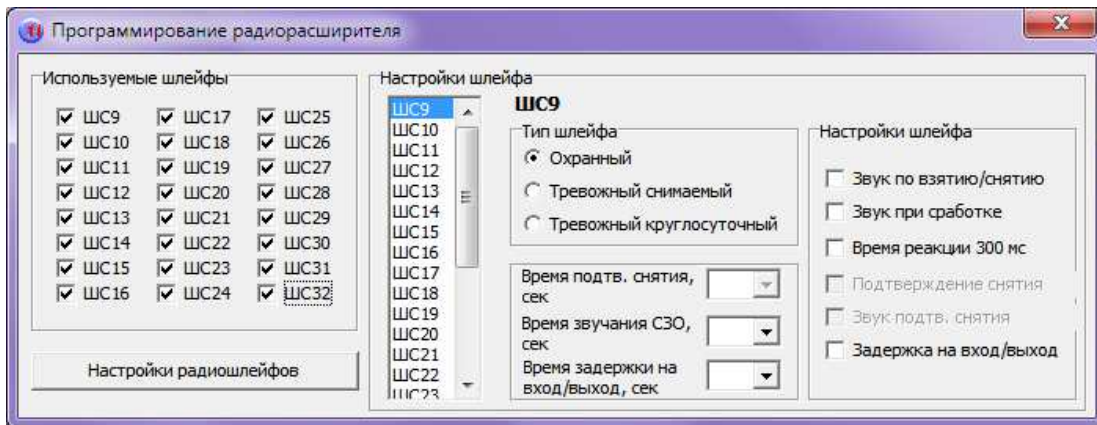 Программирование радиорасширителя
Используемые шлейфы
ШС9 ШС17 ШС25
ШС10 ШС18 ШС26
ШС11 ШС19 ШС27
ШС12 ШС20 ШС28
ШС13 ШС21 ШС29
ШС14 ШС22 ШС30
ШС15 ШС23 ШС31
ШС16 ШС24 ШС32
Настройки радиошлейфов
Настройки шлейфа
ШС9
ШС10
ШС11
ШС12
ШС13
ШС14
ШС15
ШС16
ШС17
ШС18
ШС19
ШС20
ШС21
ШС22
ШС23
ШС9
Тип шлейфа
Охранный
Тревожный снимаемый
Тревожный круглосуточный
Время подтв. снятия,
сек
Время звучания СЗО,
сек
Время задержки на
вход/выход, сек
Настройки шлейфа
Звук по взятию/снятию
Звук при сработке
Время реакции 300 мс
Подтверждение снятия
Звук подтв. снятия
Задержка на вход/выход